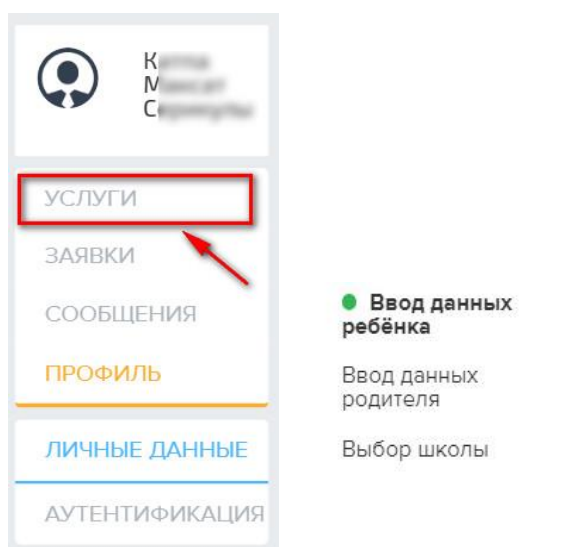 УСЛУГИ
ЗАЯВКИ
СООБЩЕНИЯ
ПРОФИЛЬ
ЛИЧНЫЕ ДАННЫЕ
АУТЕНТИФИКАЦИЯ
Ввод данных
ребёнка
Ввод данных
родителя
Выбор школы